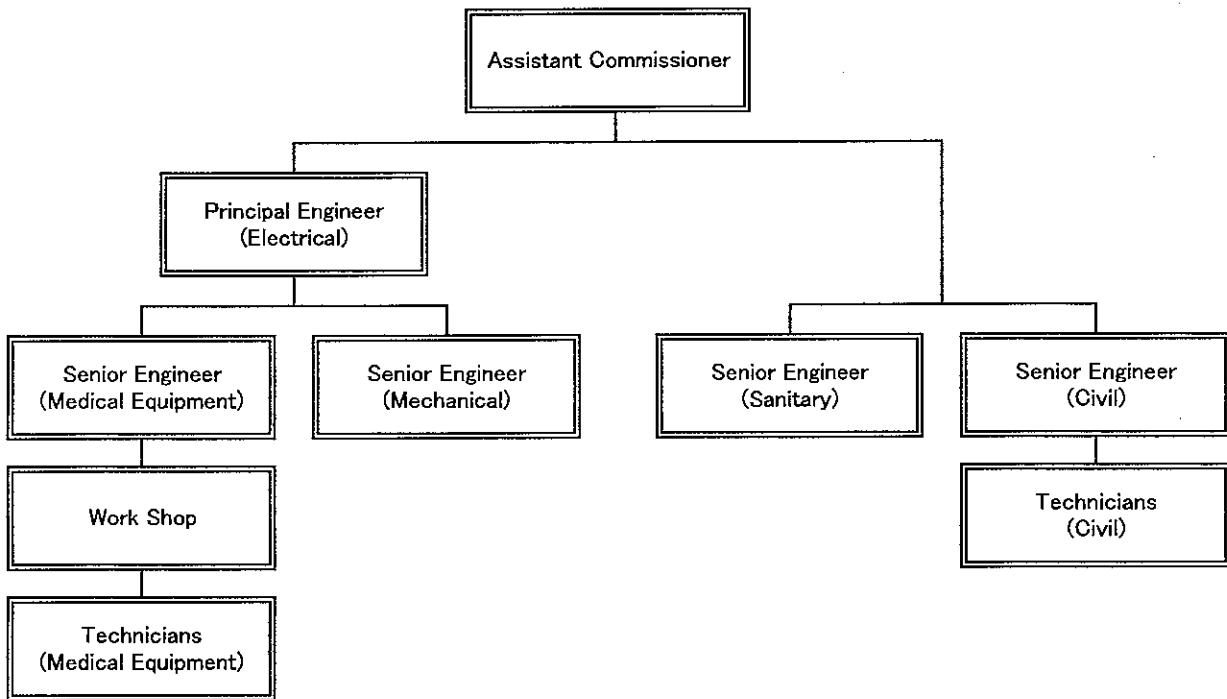 Assistant Commissioner
Principal Engineer
(Electrical)
Senior Engineer
(Medical Equipment)
Senior Engineer
(Mechanical)
Senior Engineer
(Sanitary)
Senior Engineer
(Civil)
Work Shop
Technicians
(Civil)
Technicians
(Medical Equipment)